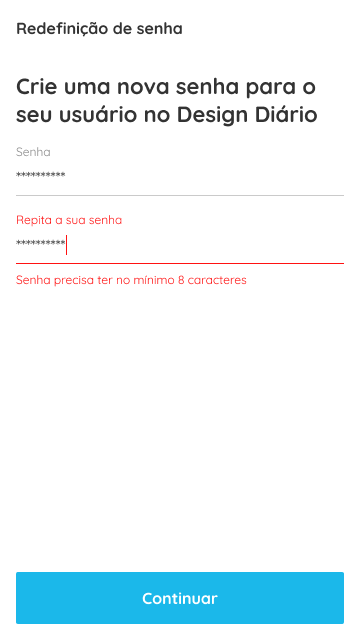 Redefinição de senha
Crie uma nova senha para o
seu usuário no Design Diário
Senha
**********
Repita a sua senha
**********
Senha precisa ter no mínimo 8 caracteres
Continuar